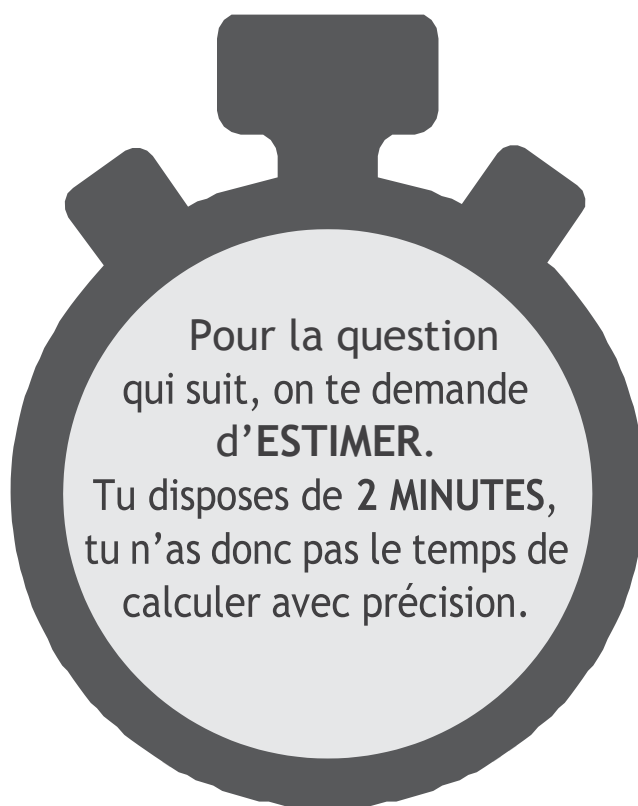 Pour la question
qui suit, on te demande
d’ESTIMER.
Tu disposes de 2 MINUTES,
tu n’as donc pas le temps de
calculer avec précision.